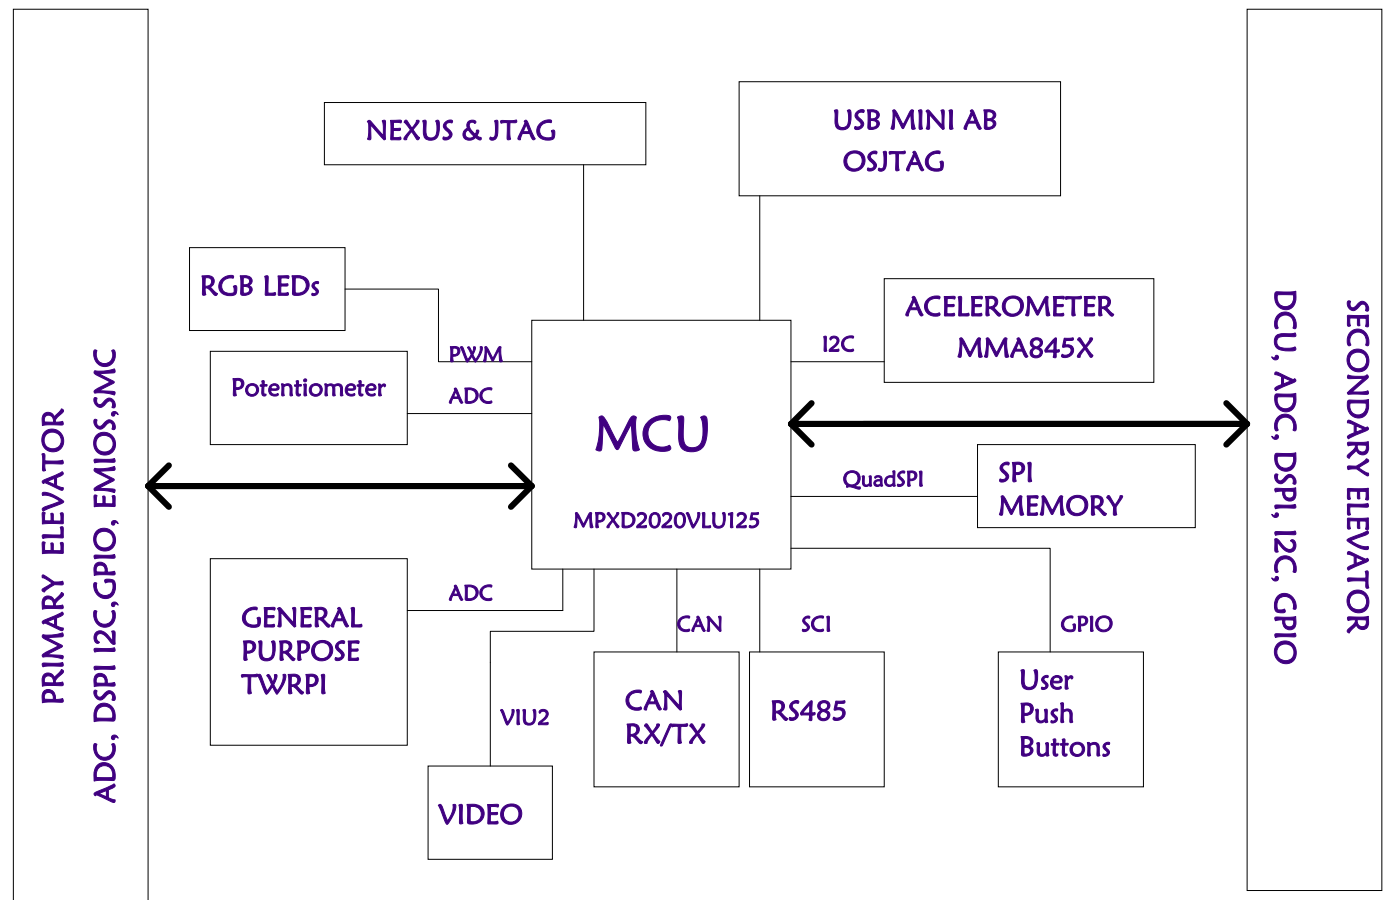 NEXUS & JTAG
USB MINI AB
OSJTAG
RGB LEDs
PWM
Potentiometer
ADC
I2C
ACELEROMETER
MMA845X
MCU
MPXD2020VLU125
QuadSPI
SPI
MEMORY
PRIMARY ELEVATOR
ADC, DSPI I2C,GPIO, EMIOS,SMC
SECONDARY ELEVATOR
DCU, ADC, DSPI, I2C, GPIO
ADC
GENERAL
PURPOSE
TWRPI
VIU2
VIDEO
CAN
CAN
RX/TX
SCI
RS485
GPIO
User
Push
Buttons